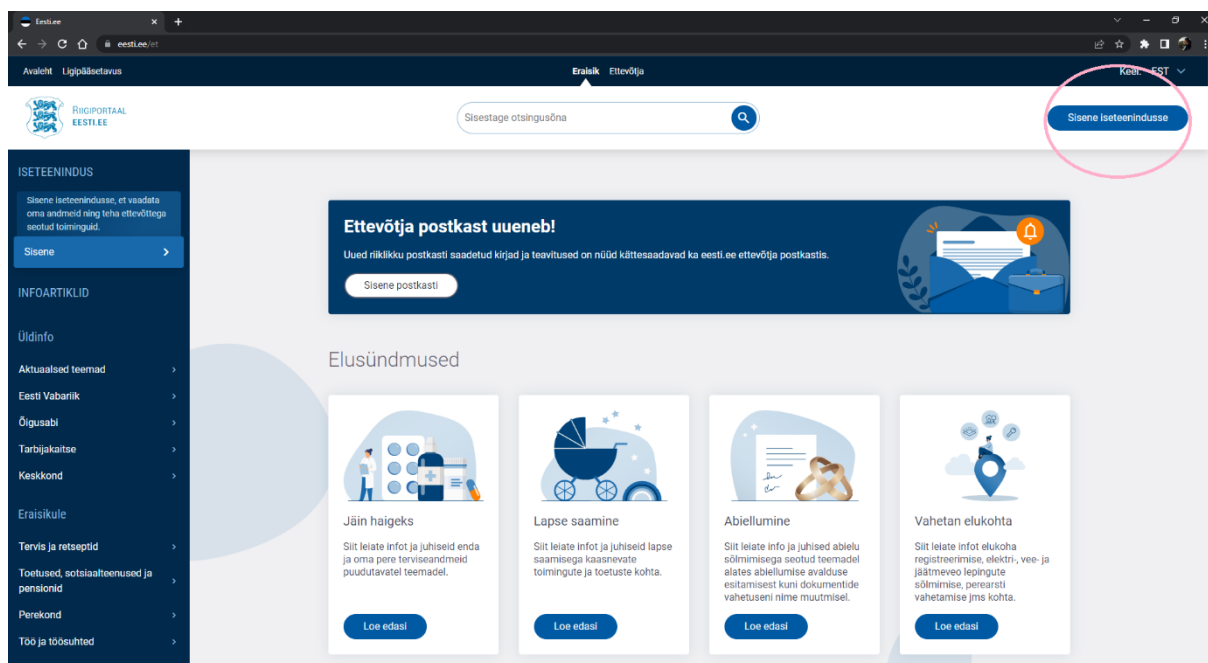 Eesti.ee
eesti.ee/et
Avaleht Ligipääsetavus Eraisik Ettevõtja Keel: EST
RIIGIPORTAAL
EESTI.EE
Sisestage otsingusõna
Sisene iseteenindusse
ISETEENINDUS
Sisene iseteenindusse, et vaadata
oma andmeid ning teha ettevõttega
seotud toiminguid.
Sisene
INFOARTIKLID
Üldinfo
Aktuaalsed teemad
Eesti Vabariik
Õigusabi
Tarbijakaitse
Keskkond
Eraisikule
Tervis ja retseptid
Toetused, sotsiaalteenused ja
pensionid
Perekond
Töö ja töösuhted
Ettevõtja postkast uueneb!
Uued riiklikku postkasti saadetud kirjad ja teavitused on nüüd kättesaadavad ka eesti.ee ettevõtja postkastis.
Sisene postkasti
Elusündmused
Jäin haigeks
Siit leiate infot ja juhiseid enda
ja oma pere terviseandmeid
puudutavatel teemadel.
Loe edasi
Lapse saamine
Siit leiate infot ja juhiseid lapse
saamisega kaasnevate
toimingute ja toetuste kohta.
Loe edasi
Abiellumine
Siit leiate info ja juhised abielu
sõlmimisega seotud teemadel
alates abiellumise avalduse
esitamisest kuni dokumentide
vahetuseni nime muutmisel.
Loe edasi
Vahetan elukohta
Siit leiate infot elukoha
registreerimise, elektri-, vee- ja
jäätmeveo lepingute
sõlmimise, perearsti
vahetamise jms kohta.
Loe edasi